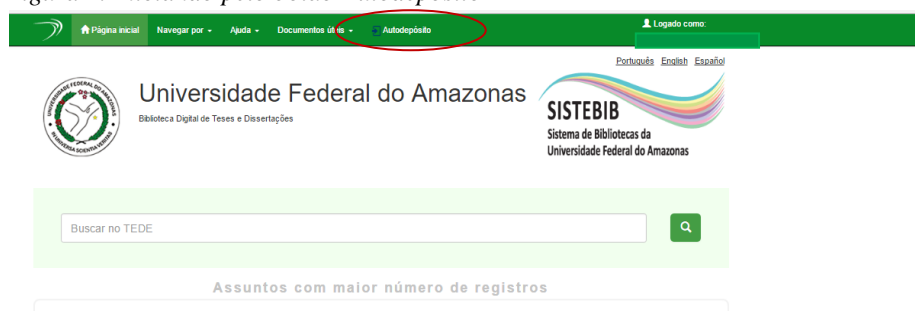 Página inicial Navegar por Ajuda Documentos úteis Autodepósito Logado como:
Português English Español
Universidade Federal do Amazonas
Biblioteca Digital de Teses e Dissertações
SISTEBIB
Sistema de Bibliotecas da
Universidade Federal do Amazonas
Buscar no TEDE
Assuntos com maior número de registros